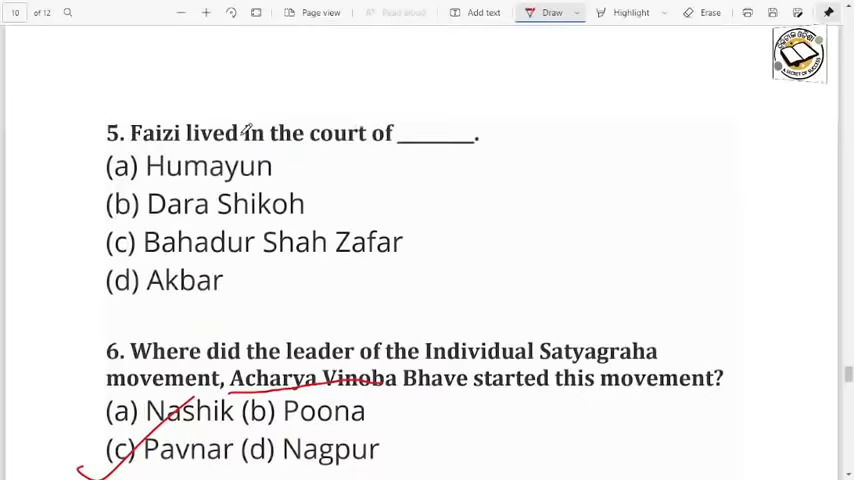 10 of 12 Page view Read aloud Add text Draw Highlight Erase
5. Faizi lived in the court of ________.
(a) Humayun
(b) Dara Shikoh
(c) Bahadur Shah Zafar
(d) Akbar
6. Where did the leader of the Individual Satyagraha
movement, Acharya Vinoba Bhave started this movement?
(a) Nashik (b) Poona
(c) Pavnar (d) Nagpur